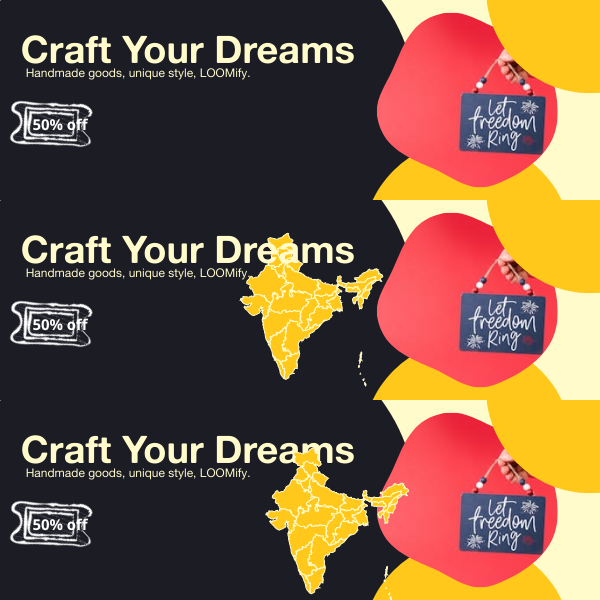 Craft Your Dreams
Handmade goods, unique style, LOOMify.
50% off
let
freedom
Ring
Craft Your Dreams
Handmade goods, unique style, LOOMify.
50% off
let
freedom
Ring
Craft Your Dreams
Handmade goods, unique style, LOOMify.
50% off
let
freedom
Ring